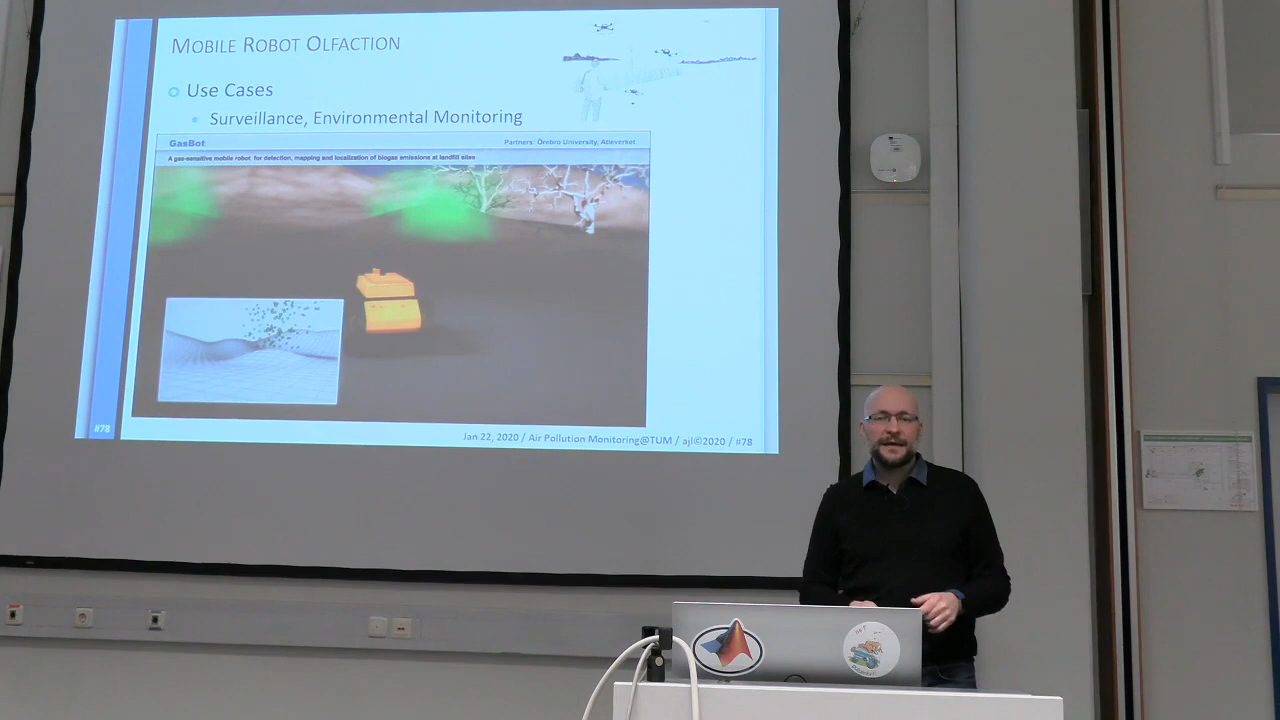 MOBILE ROBOT OLFACTION
Use Cases
Surveillance, Environmental Monitoring
GasBot
Partners: Örebro University, Atleverket
A gas-sensitive mobile robot for detection, mapping and localization of biogas emissions at landfill sites
#78
Jan 22, 2020 / Air Pollution Monitoring@TUM / ajl©2020 / #78